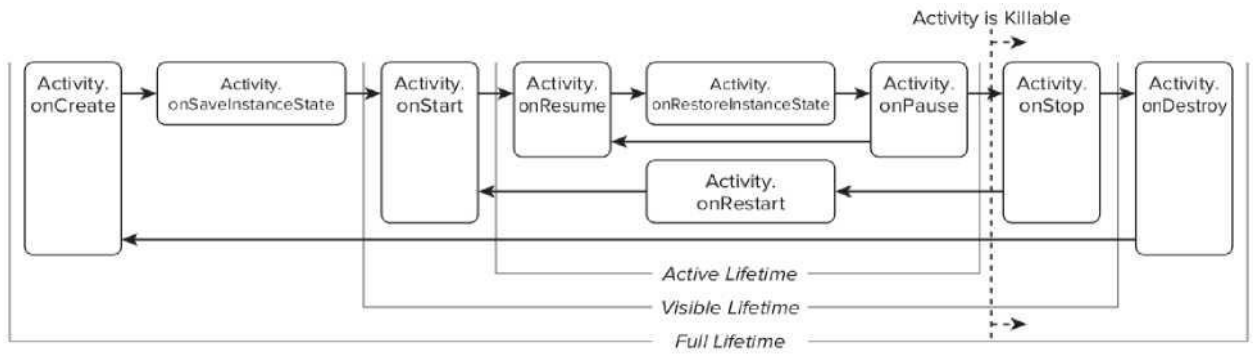 Activity is Killable
Activity.
onCreate
Activity.
onSaveInstanceState
Activity.
onStart
Activity.
onResume
Activity.
onRestoreInstanceState
Activity.
onPause
Activity.
onStop
Activity.
onDestroy
Activity.
onRestart
Active Lifetime
Visible Lifetime
Full Lifetime